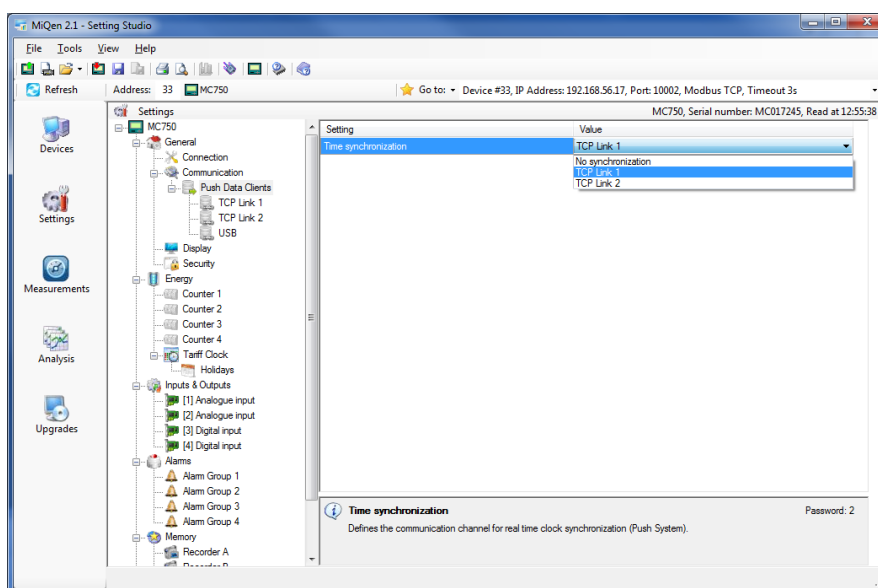 MiQen 2.1 - Setting Studio
File Tools View Help
Refresh Address: 33 MC750 Go to: Device #33, IP Address: 192.168.56.17, Port: 10002, Modbus TCP, Timeout 3s
Settings MC750, Serial number: MC017245, Read at 12:55:38
Devices
Settings
Measurements
Analysis
Upgrades
MC750
General
Connection
Communication
Push Data Clients
TCP Link 1
TCP Link 2
USB
Display
Security
Energy
Counter 1
Counter 2
Counter 3
Counter 4
Tariff Clock
Holidays
Inputs & Outputs
[1] Analogue input
[2] Analogue input
[3] Digital input
[4] Digital input
Alarms
Alarm Group 1
Alarm Group 2
Alarm Group 3
Alarm Group 4
Memory
Recorder A
Setting Value
Time synchronization TCP Link 1
No synchronization
TCP Link 1
TCP Link 2
Time synchronization Password: 2
Defines the communication channel for real time clock synchronization (Push System).